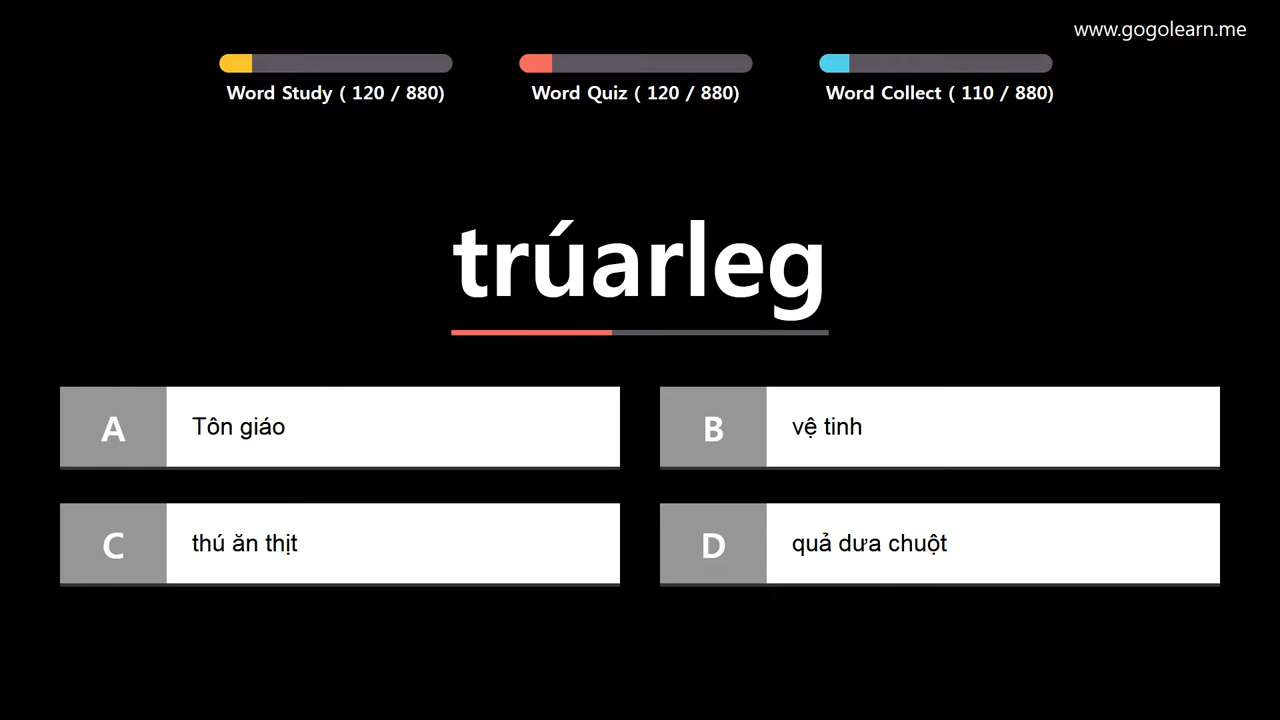 www.gogolearn.me
Word Study ( 120 / 880)
Word Quiz ( 120 / 880)
Word Collect ( 110 / 880)
trúarleg
A Tôn giáo
B vệ tinh
C thú ăn thịt
D quả dưa chuột